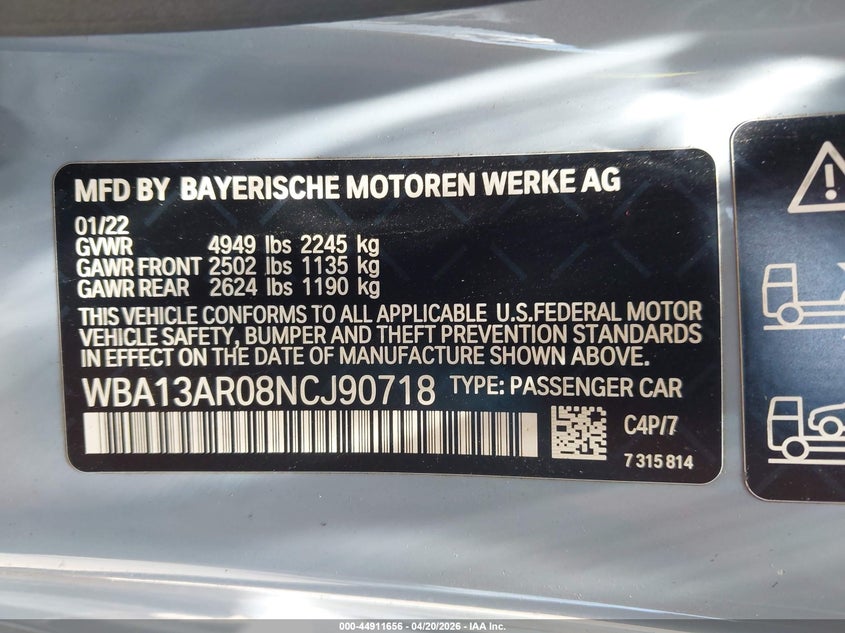 MFD BY BAYERISCHE MOTOREN WERKE AG
01/22
GVWR 4949 lbs 2245 kg
GAWR FRONT 2502 lbs 1135 kg
GAWR REAR 2624 lbs 1190 kg
THIS VEHICLE CONFORMS TO ALL APPLICABLE U.S.FEDERAL MOTOR
VEHICLE SAFETY, BUMPER AND THEFT PREVENTION STANDARDS
IN EFFECT ON THE DATE OF MANUFACTURE SHOWN ABOVE.
WBA13AR08NCJ90718 TYPE: PASSENGER CAR
C4P/7
7 315 814
000-44911656 - 04/20/2026 - IAA Inc.